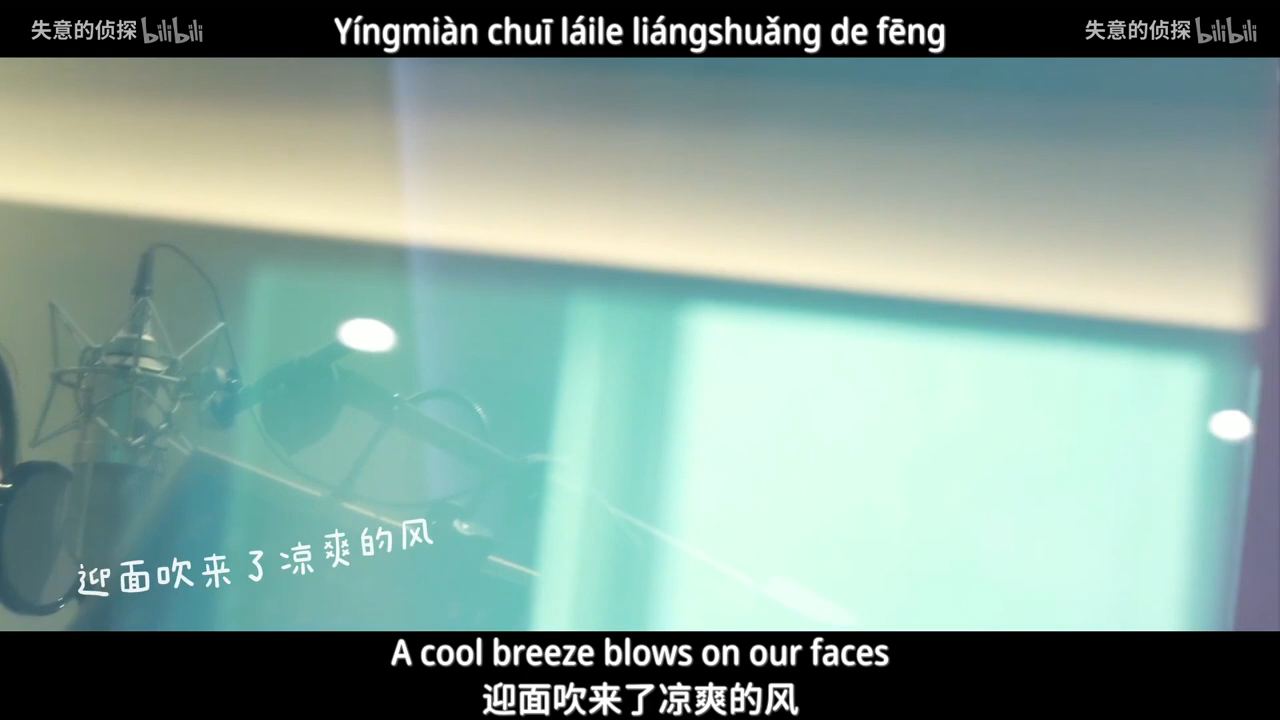 失意的侦探 bilibili
Yíngmiàn chuī láile liángshuǎng de fēng
失意的侦探 bilibili
迎面吹来了凉爽的风
A cool breeze blows on our faces
迎面吹来了凉爽的风